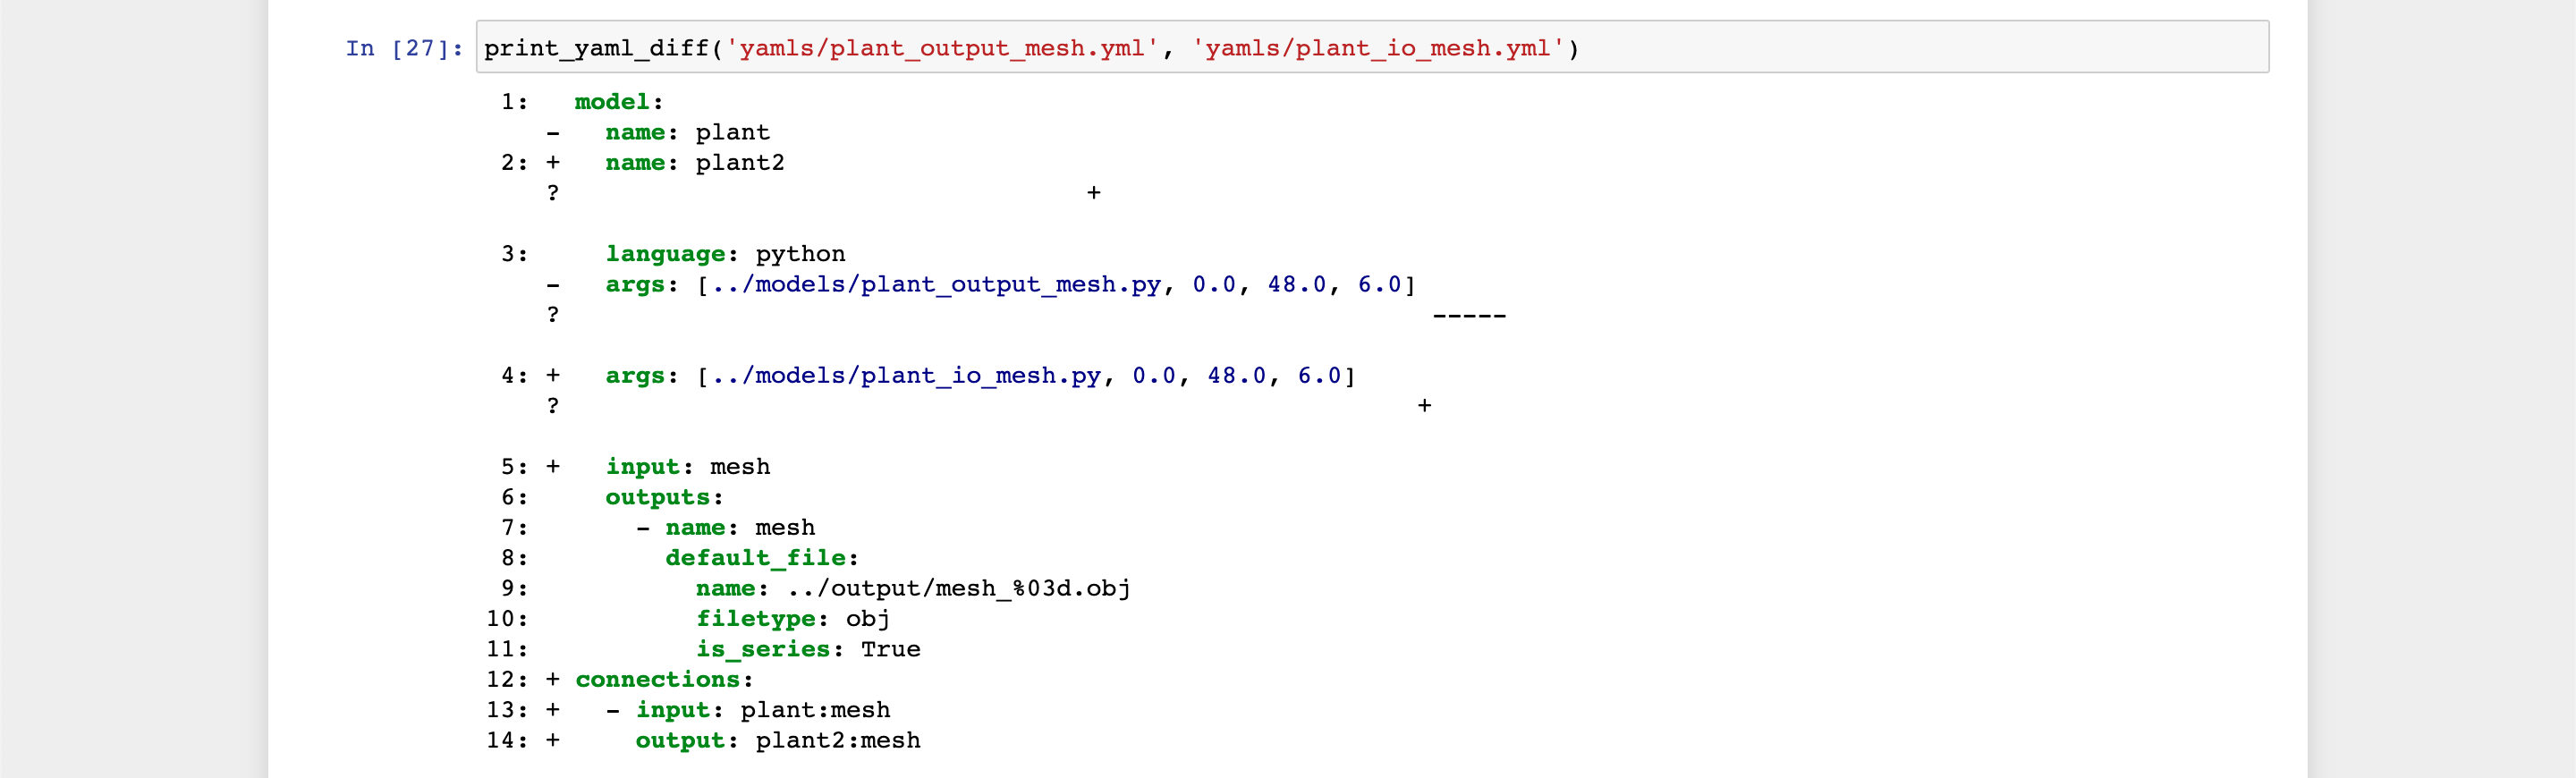 In [27]: print_yaml_diff('yamls/plant_output_mesh.yml', 'yamls/plant_io_mesh.yml')
1:   model:
   -   name: plant
2: +   name: plant2
   ?                                   +
3:     language: python
   -   args: [../models/plant_output_mesh.py, 0.0, 48.0, 6.0]
   ?                                                          -----
4: +   args: [../models/plant_io_mesh.py, 0.0, 48.0, 6.0]
   ?                                                         +
5: +   input: mesh
6:     outputs:
7:       - name: mesh
8:         default_file:
9:           name: ../output/mesh_%03d.obj
10:           filetype: obj
11:           is_series: True
12: + connections:
13: +   - input: plant:mesh
14: +     output: plant2:mesh